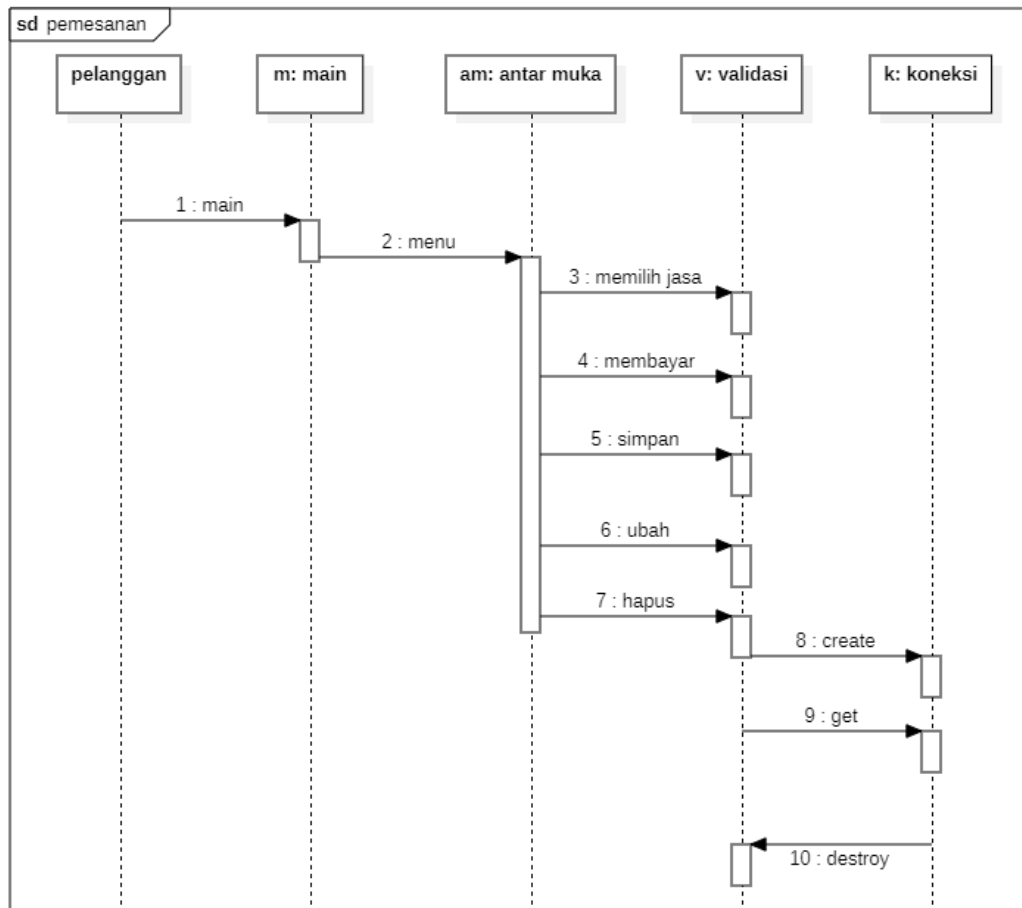 sd pemesanan
pelanggan
m: main
am: antar muka
v: validasi
k: koneksi
1 : main
2 : menu
3 : memilih jasa
4 : membayar
5 : simpan
6 : ubah
7 : hapus
8 : create
9 : get
10 : destroy